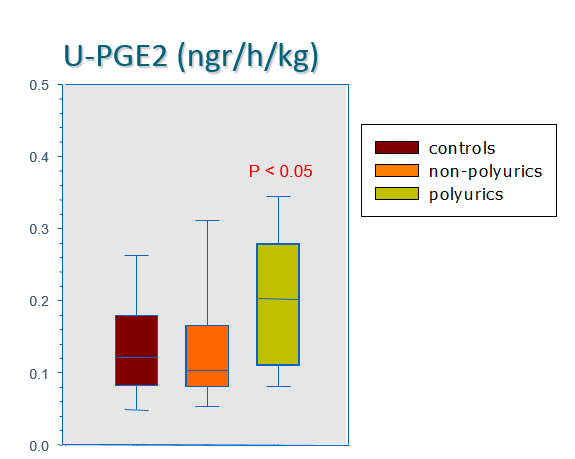 U-PGE2 (ngr/h/kg)
0.5
0.4
0.3
0.2
0.1
0.0
P < 0.05
controls
non-polyurics
polyurics